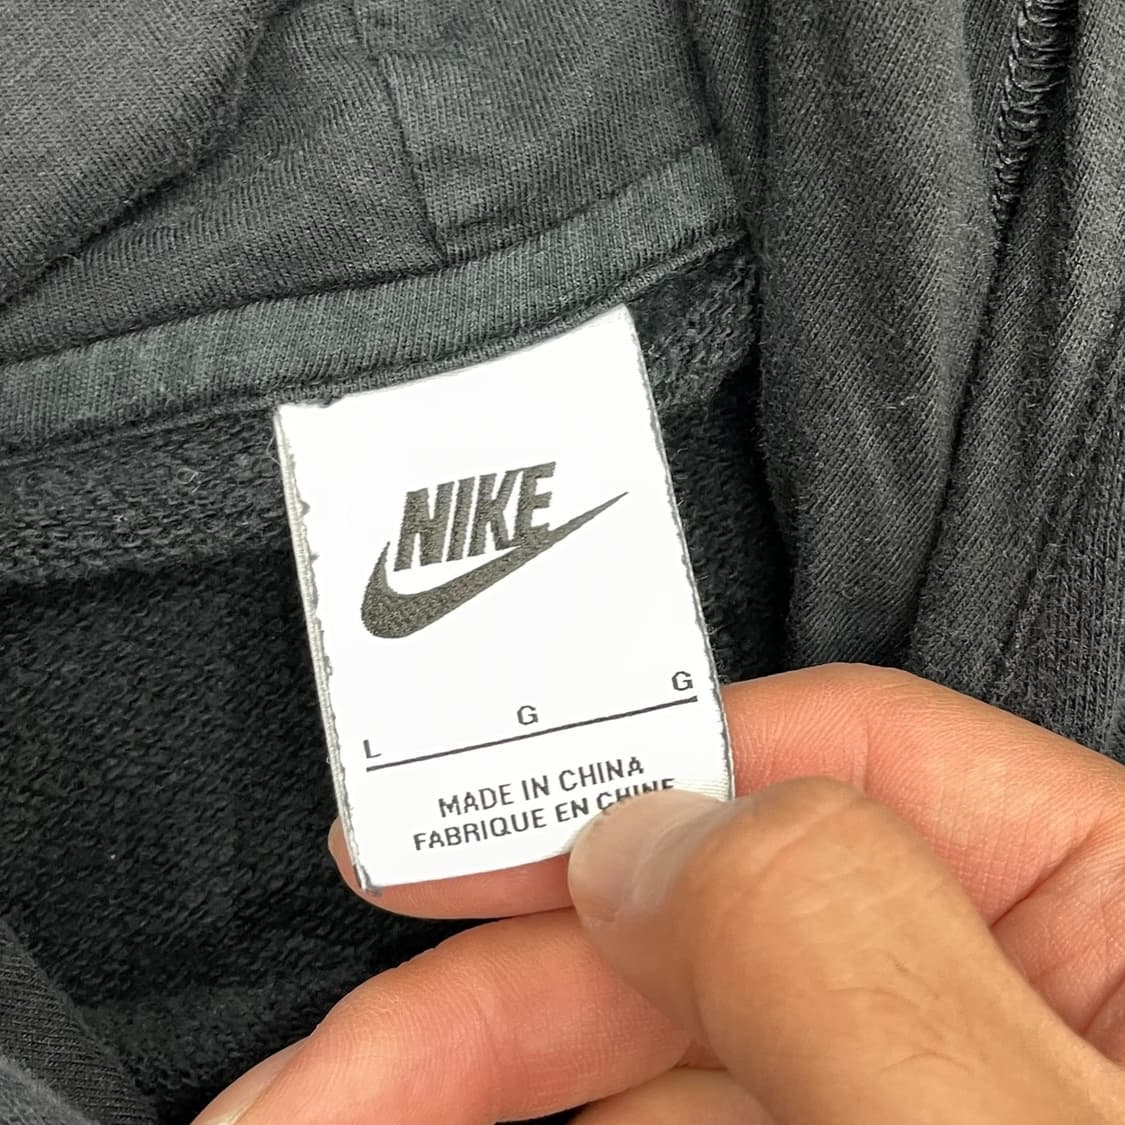 NIKE
L G G
MADE IN CHINA
FABRIQUE EN CHINE